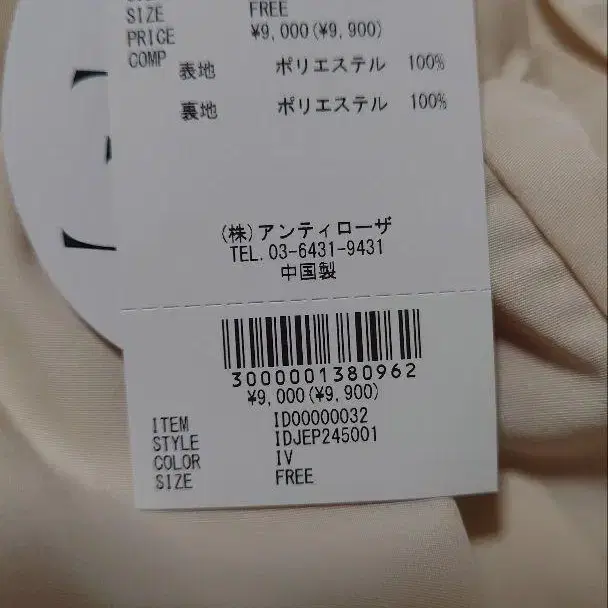 SIZE FREE
PRICE ¥9,000(¥9,900)
COMP 表地 ポリエステル 100%
裏地 ポリエステル 100%
(株)アンティローザ
TEL.03-6431-9431
中国製
3000001380962
¥9,000(¥9,900)
ITEM ID00000032
STYLE IDJEP245001
COLOR IV
SIZE FREE